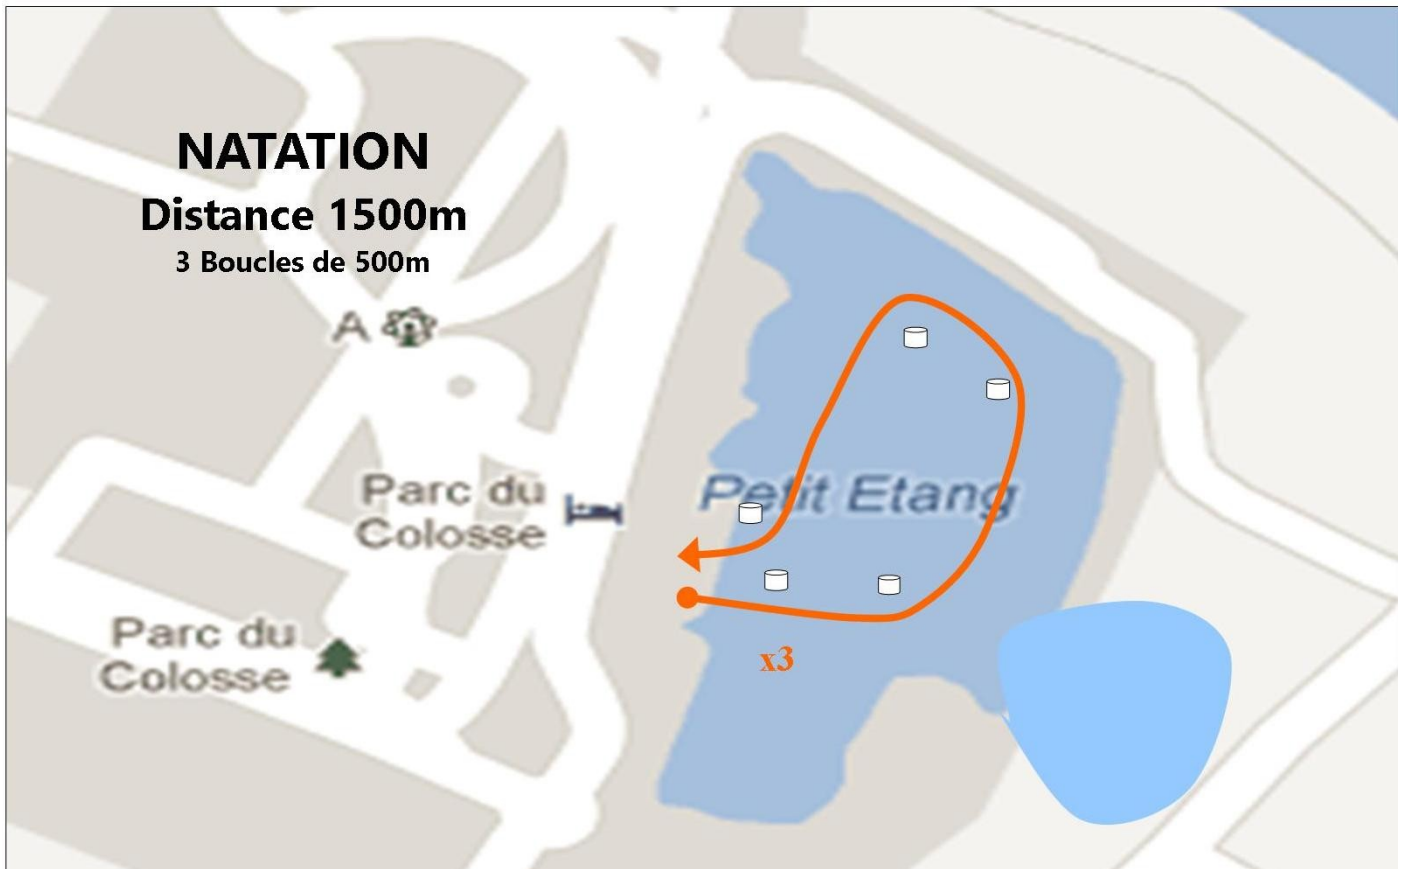 NATATION
Distance 1500m
3 Boucles de 500m
A
Parc du
Colosse
Petit Etang
Parc du
Colosse
x3